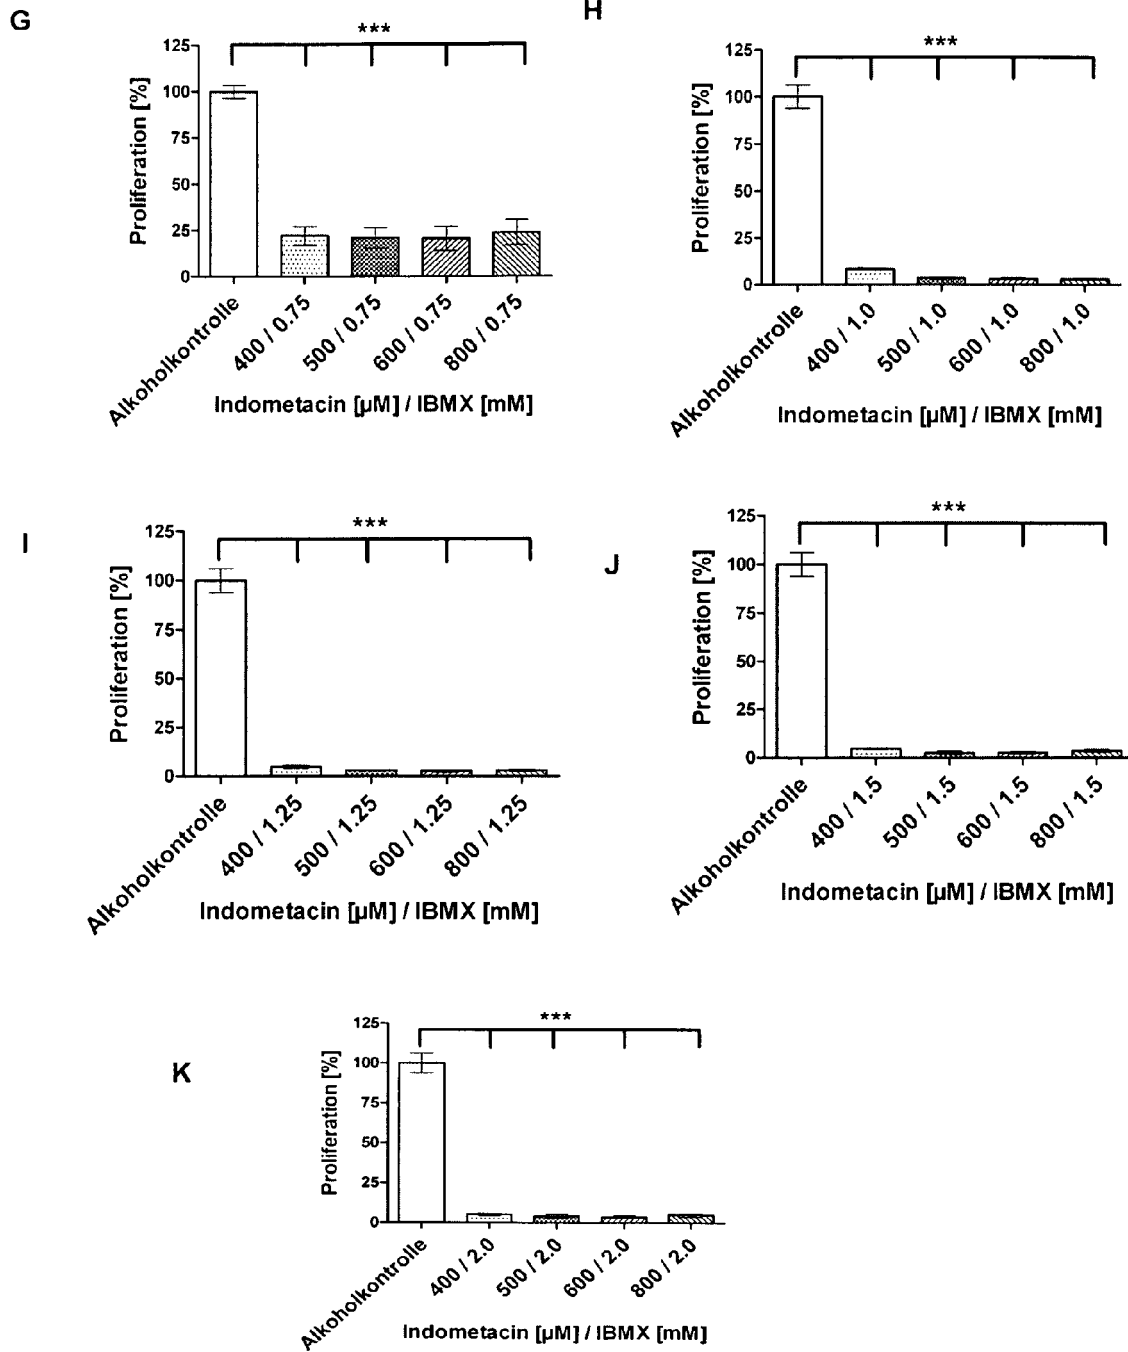 G
***
125
100
75
50
25
0
Proliferation [%]
Alkoholkontrolle
400 / 0.75
500 / 0.75
600 / 0.75
800 / 0.75
Indometacin [µM] / IBMX [mM]
H
***
125
100
75
50
25
0
Proliferation [%]
Alkoholkontrolle
400 / 1.0
500 / 1.0
600 / 1.0
800 / 1.0
Indometacin [µM] / IBMX [mM]
I
***
125
100
75
50
25
0
Proliferation [%]
Alkoholkontrolle
400 / 1.25
500 / 1.25
600 / 1.25
800 / 1.25
Indometacin [µM] / IBMX [mM]
J
***
125
100
75
50
25
0
Proliferation [%]
Alkoholkontrolle
400 / 1.5
500 / 1.5
600 / 1.5
800 / 1.5
Indometacin [µM] / IBMX [mM]
K
***
125
100
75
50
25
0
Proliferation [%]
Alkoholkontrolle
400 / 2.0
500 / 2.0
600 / 2.0
800 / 2.0
Indometacin [µM] / IBMX [mM]